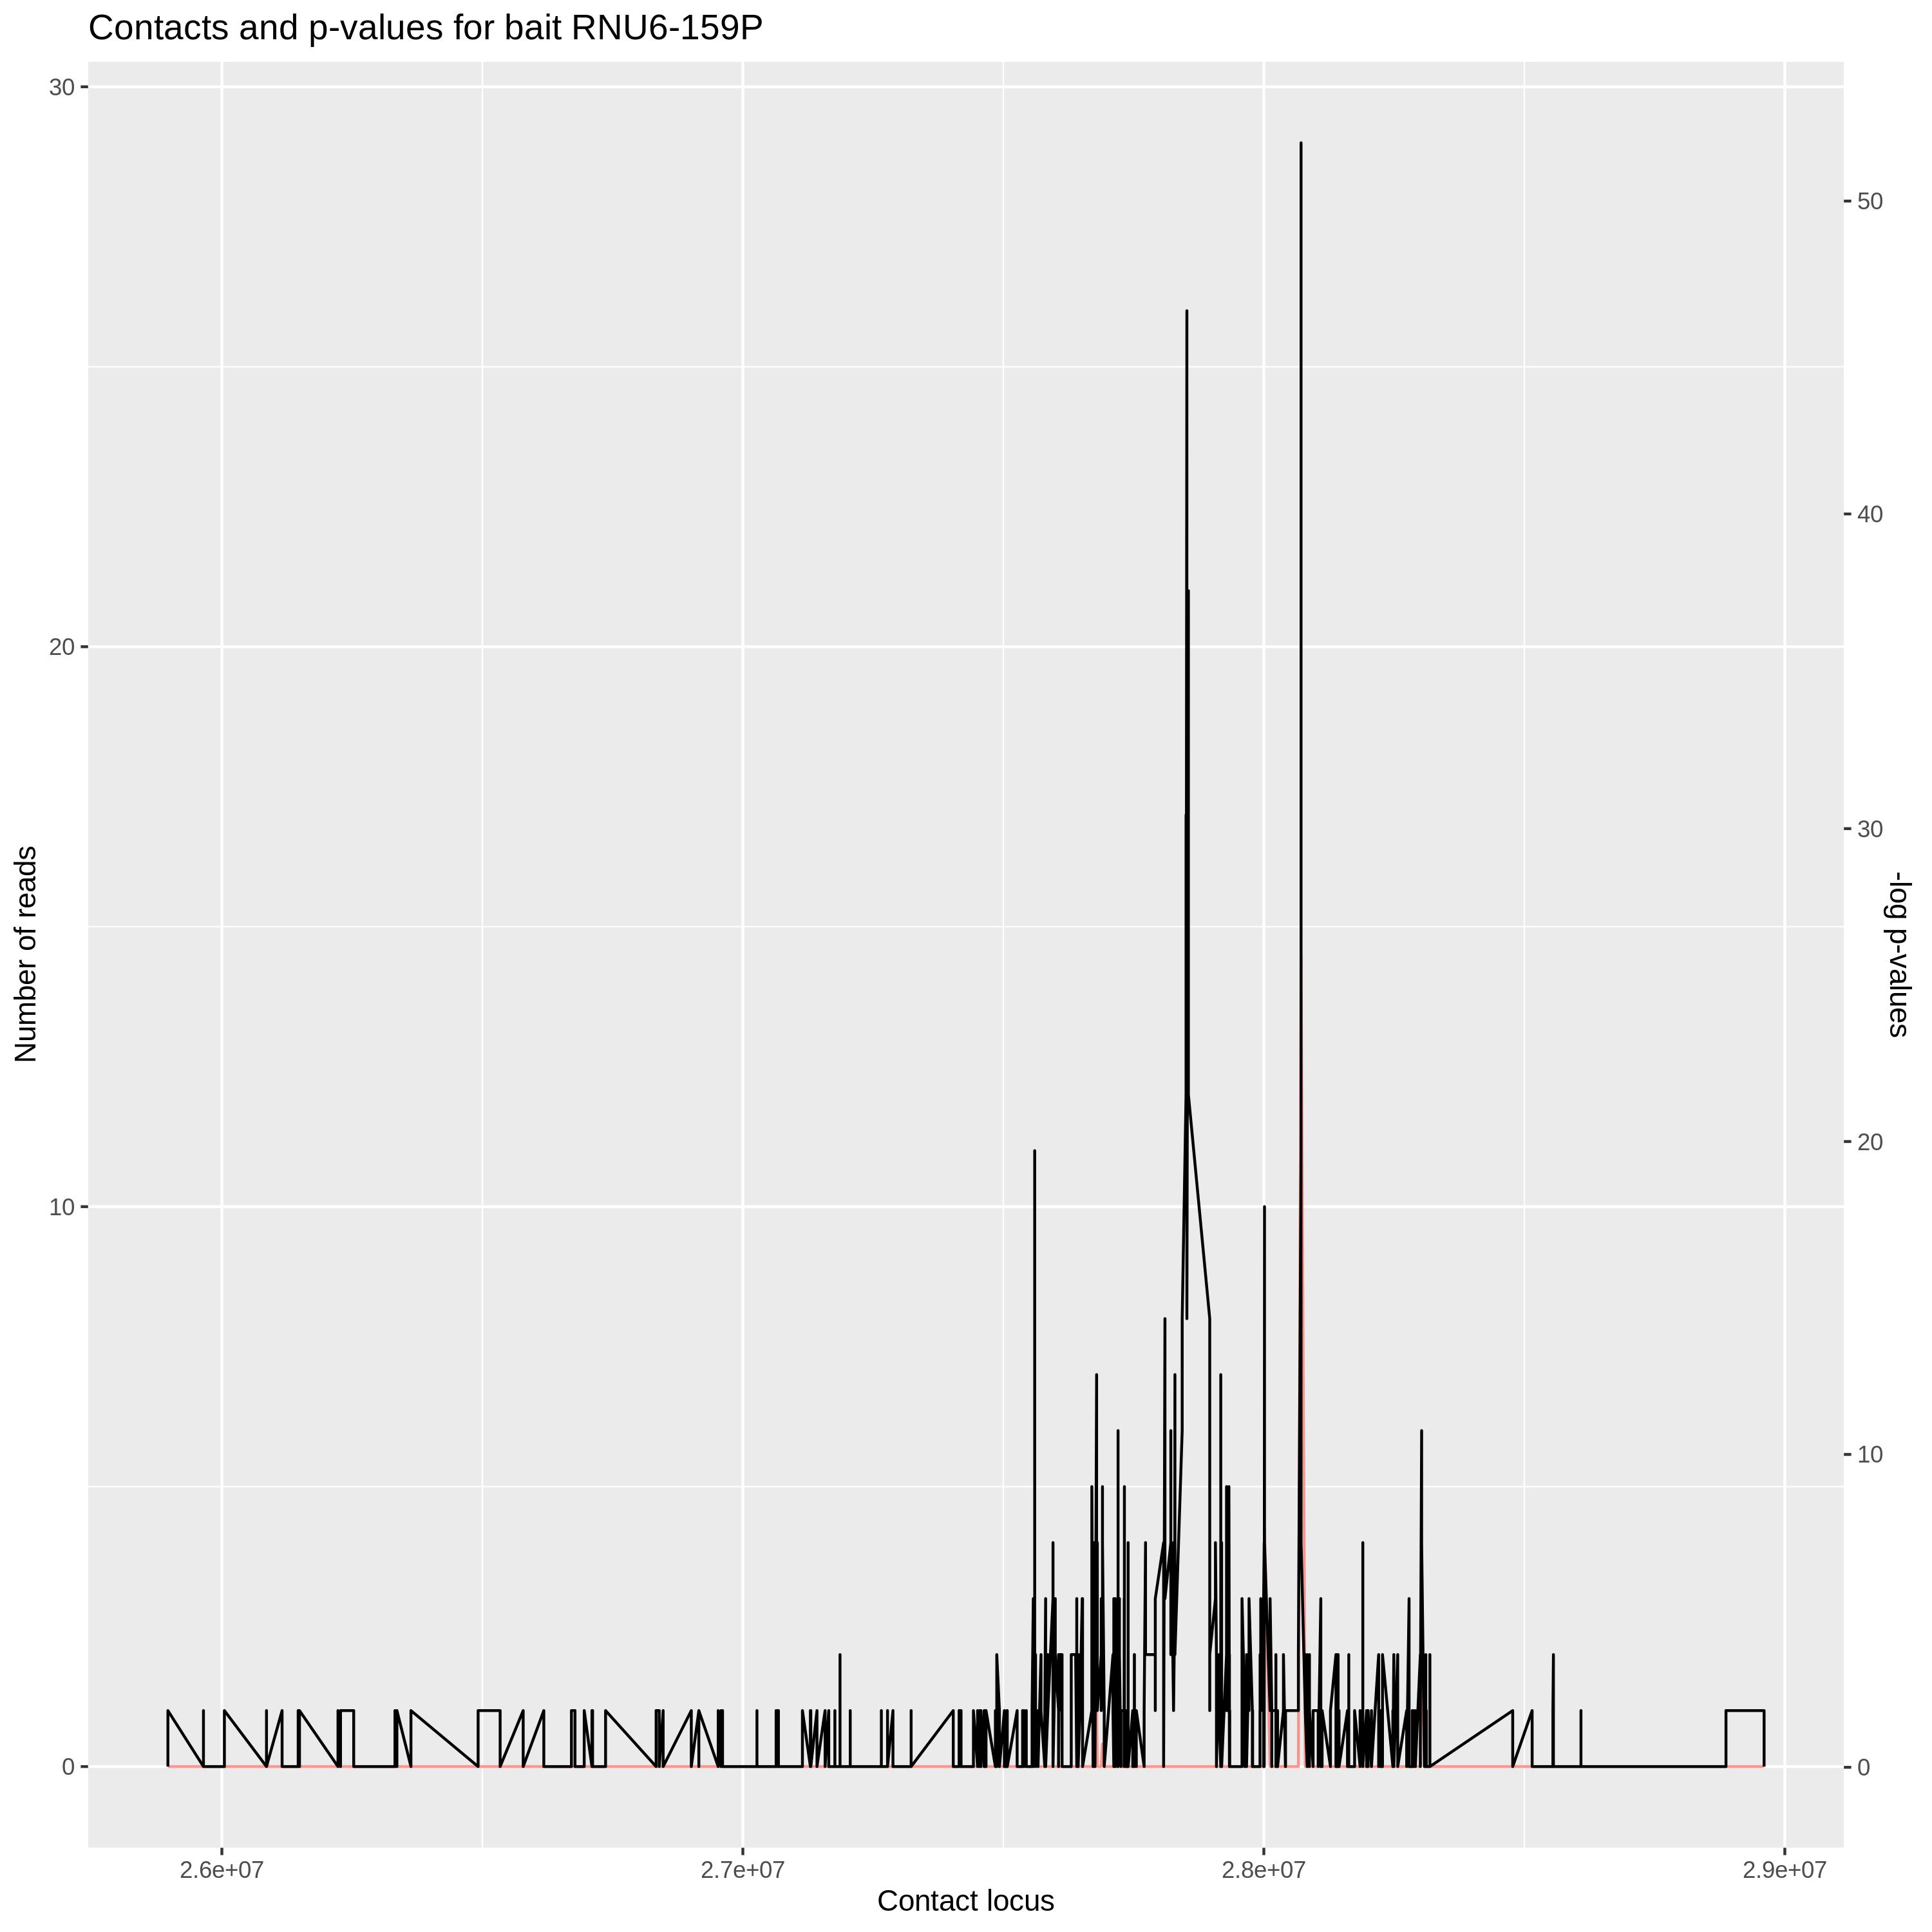 Contacts and p-values for bait RNU6-159P
30
20
10
0
Number of reads
50
40
30
20
10
0
-log p-values
2.6e+07 2.7e+07 2.8e+07 2.9e+07
Contact locus